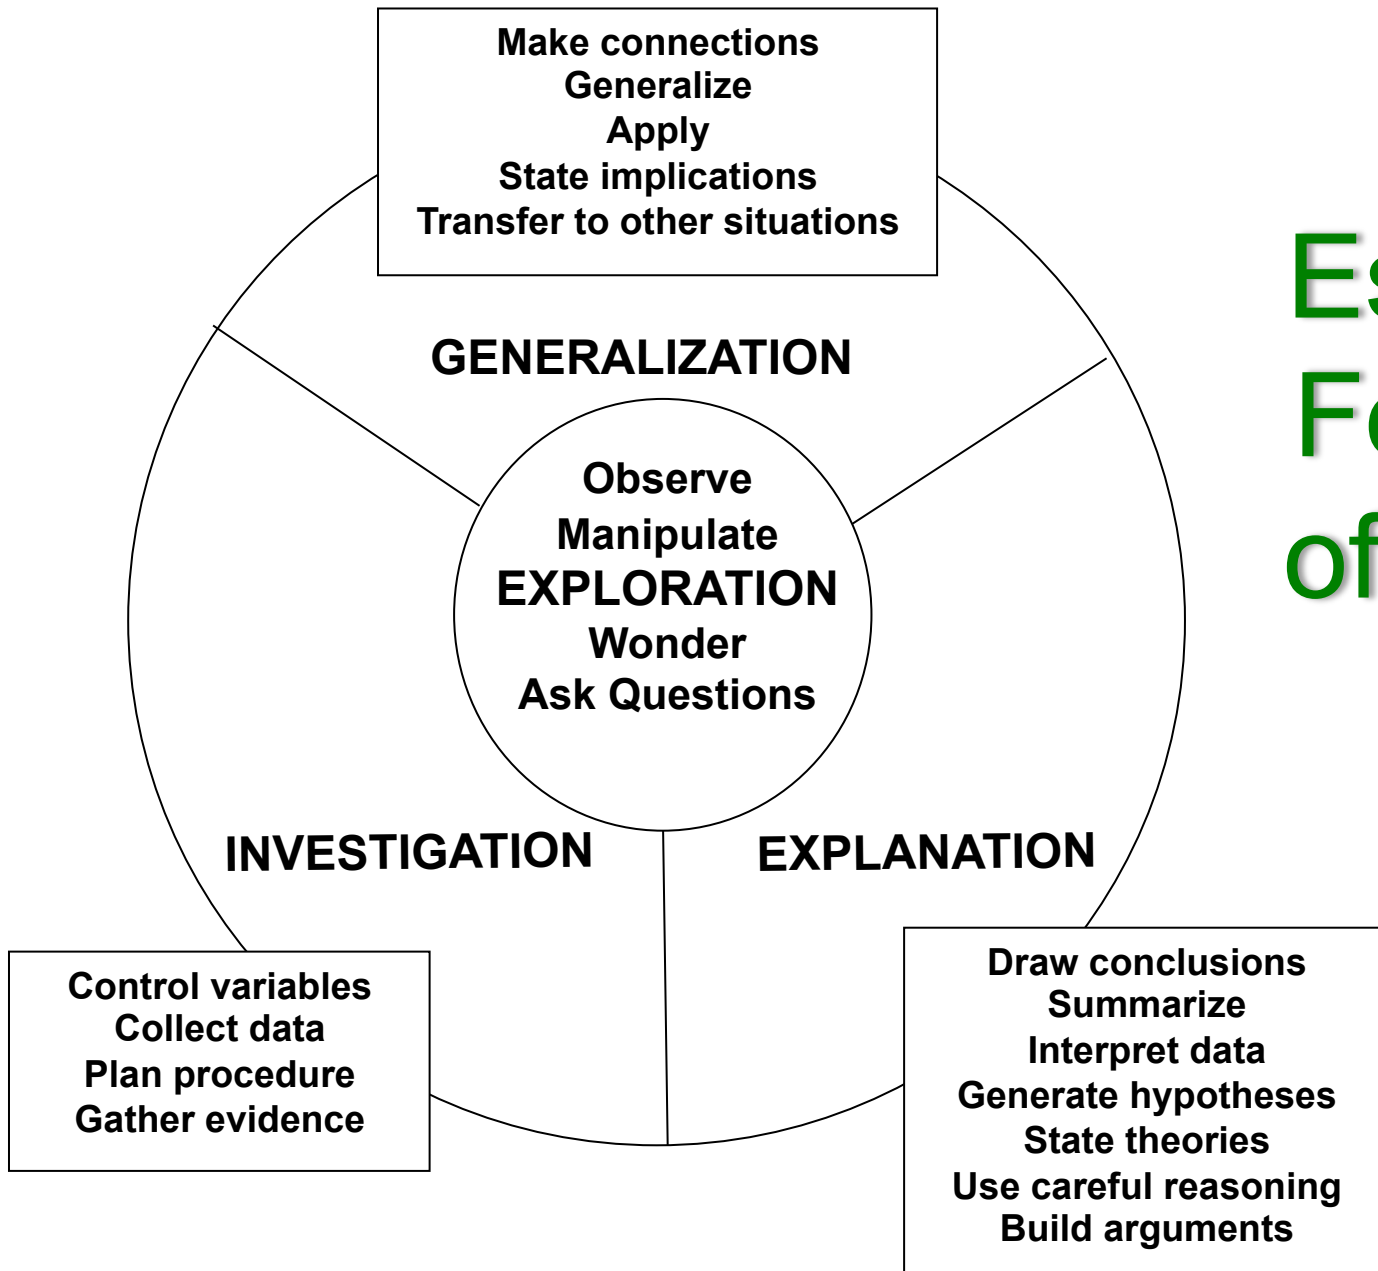 Make connections
Generalize
Apply
State implications
Transfer to other situations
GENERALIZATION
Observe
Manipulate
EXPLORATION
Wonder
Ask Questions
INVESTIGATION
EXPLANATION
Control variables
Collect data
Plan procedure
Gather evidence
Draw conclusions
Summarize
Interpret data
Generate hypotheses
State theories
Use careful reasoning
Build arguments
of